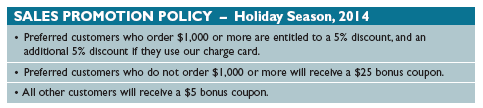 SALES PROMOTION POLICY – Holiday Season, 2014
• Preferred customers who order $1,000 or more are entitled to a 5% discount, and an
additional 5% discount if they use our charge card.
• Preferred customers who do not order $1,000 or more will receive a $25 bonus coupon.
• All other customers will receive a $5 bonus coupon.